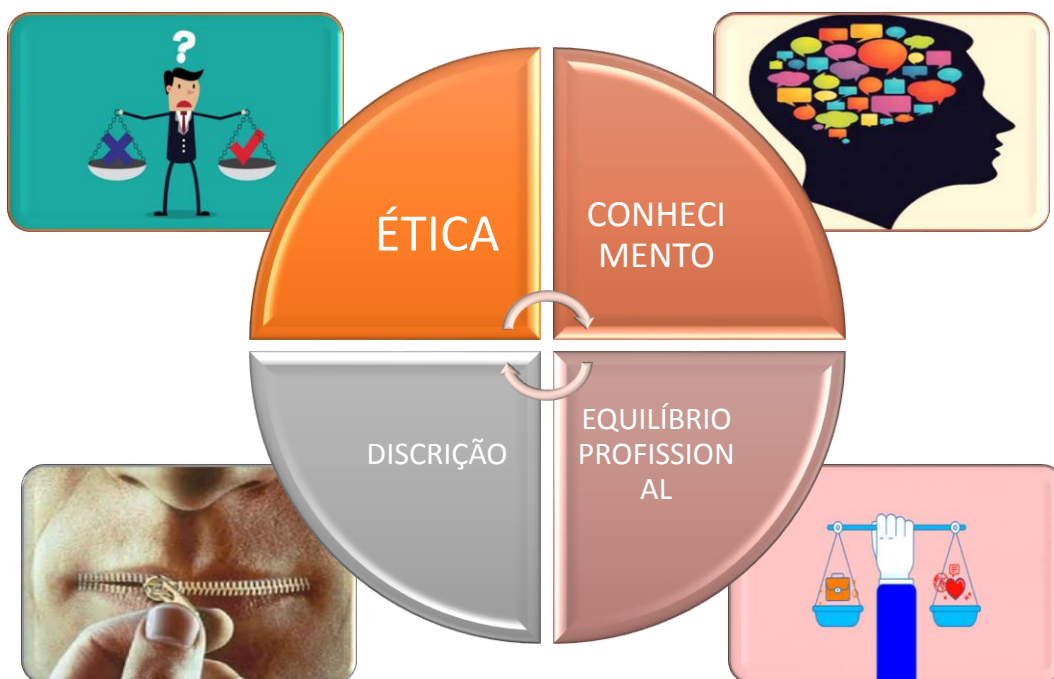 ?
ÉTICA
CONHECI
MENTO
DISCRIÇÃO
EQUILÍBRIO
PROFISSION
AL